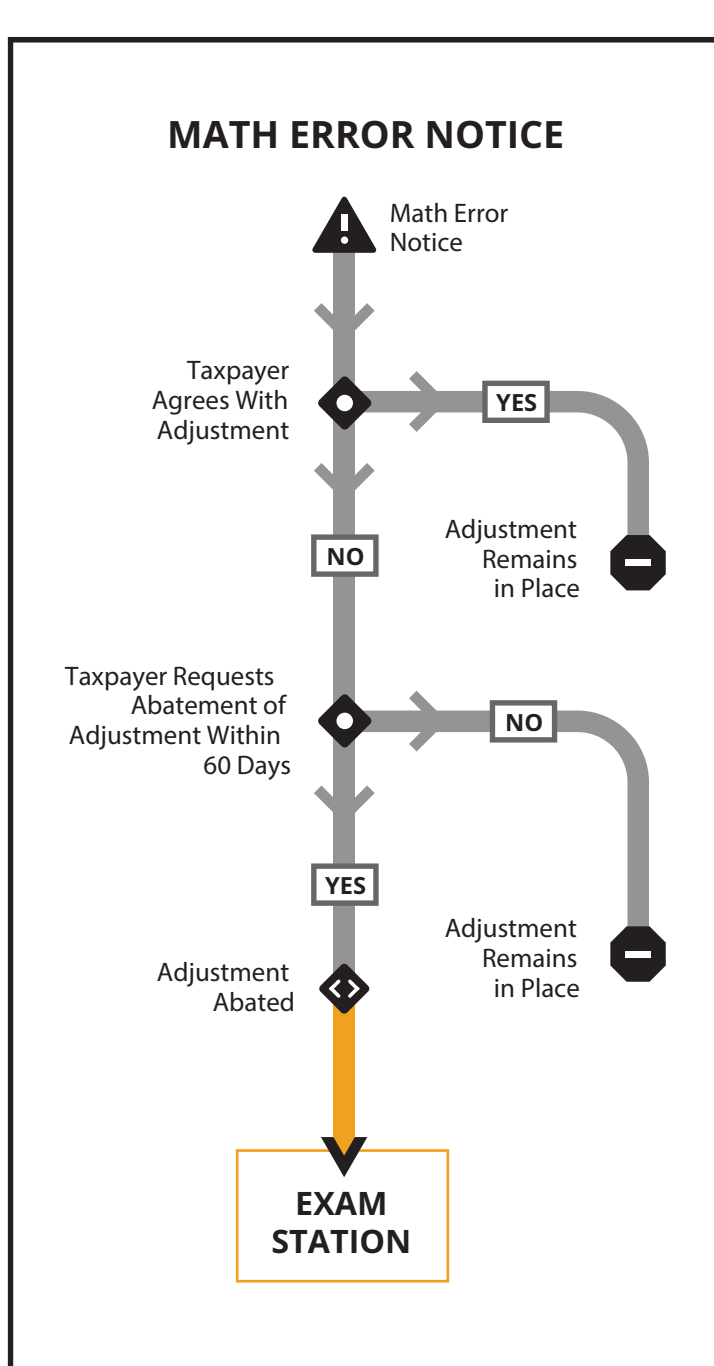 MATH ERROR NOTICE
Math Error
Notice
Taxpayer
Agrees With
Adjustment
YES
Adjustment
Remains
in Place
NO
Taxpayer Requests
Abatement of
Adjustment Within
60 Days
NO
Adjustment
Remains
in Place
YES
Adjustment
Abated
EXAM
STATION